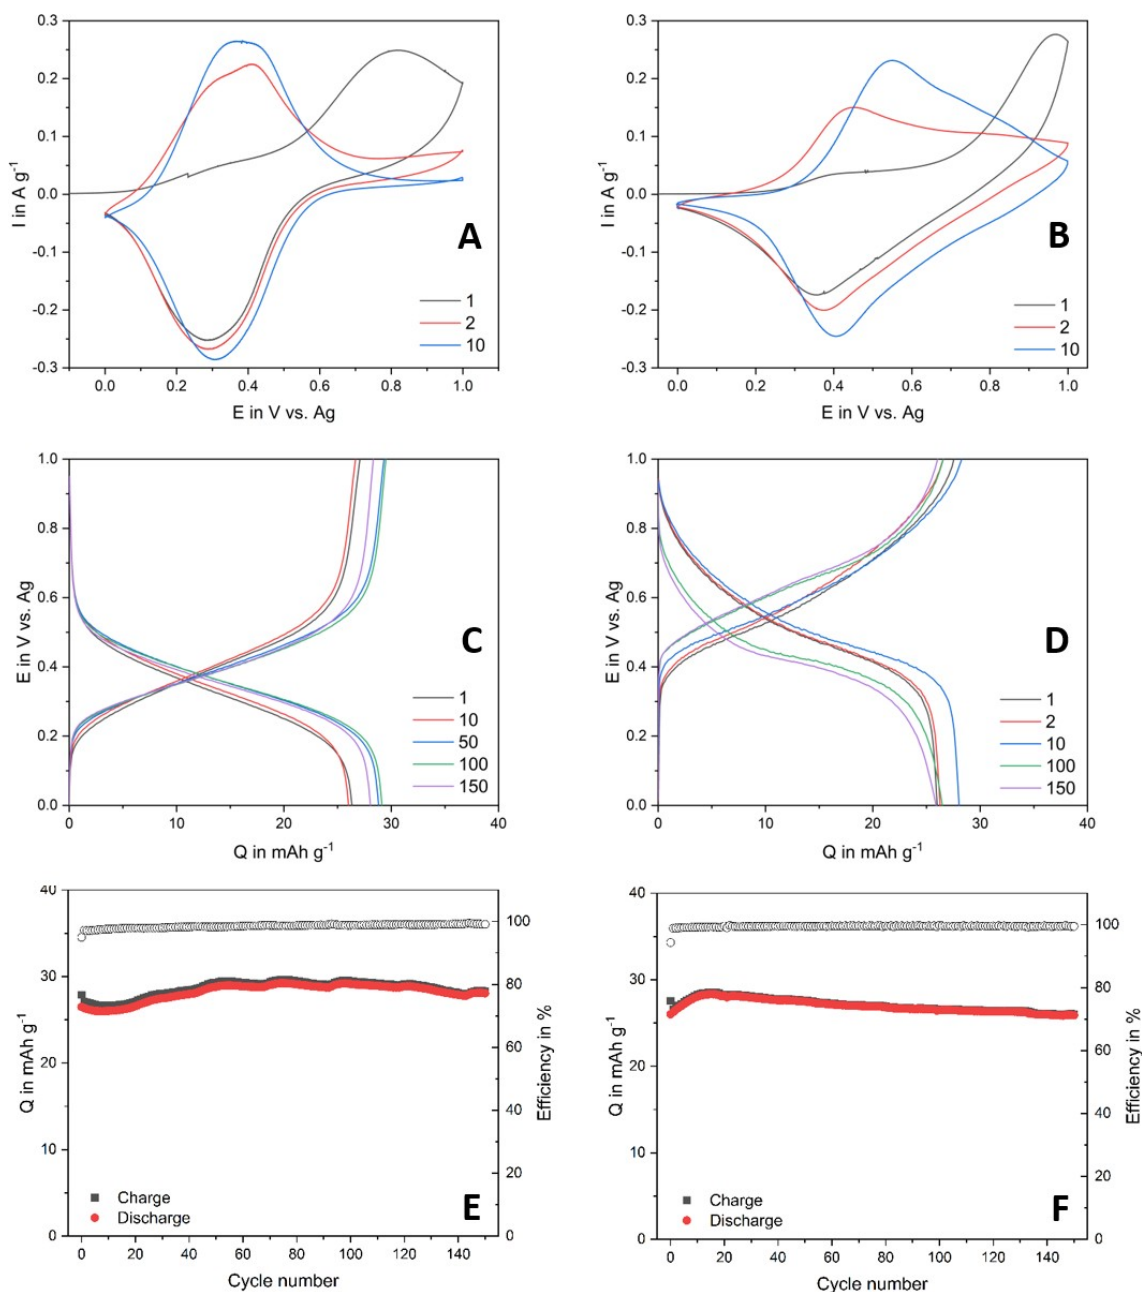 0.3
0.2
0.1
0.0
-0.1
-0.2
-0.3
I in A g-1
A
1
2
10
0.0 0.2 0.4 0.6 0.8 1.0
E in V vs. Ag
0.3
0.2
0.1
0.0
-0.1
-0.2
-0.3
I in A g-1
B
1
2
10
0.0 0.2 0.4 0.6 0.8 1.0
E in V vs. Ag
1.0
0.8
0.6
0.4
0.2
0.0
E in V vs. Ag
C
1
10
50
100
150
0 10 20 30 40
Q in mAh g-1
1.0
0.8
0.6
0.4
0.2
0.0
E in V vs. Ag
D
1
2
10
100
150
0 10 20 30 40
Q in mAh g-1
40
30
20
10
0
Q in mAh g-1
100
80
60
40
20
0
Efficiency in %
E
Charge
Discharge
0 20 40 60 80 100 120 140
Cycle number
40
30
20
10
0
Q in mAh g-1
100
80
60
40
20
0
Efficiency in %
F
Charge
Discharge
0 20 40 60 80 100 120 140
Cycle number